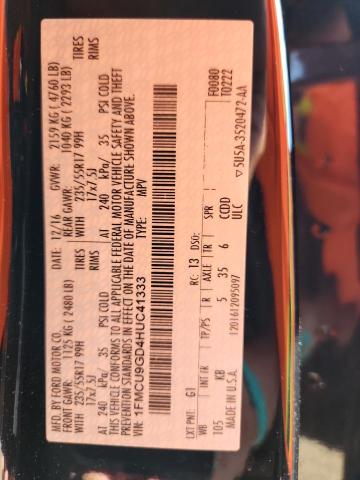 MFD. BY FORD MOTOR CO.
DATE: 12/16 GVWR: 2159 KG ( 4760 LB)
FRONT GAWR: 1125 KG ( 2480 LB) REAR GAWR: 1040 KG ( 2293 LB)
WITH 235/55R17 99H TIRES WITH 235/55R17 99H TIRES
17x7.5J RIMS 17x7.5J RIMS
AT 240 kPa/ 35 PSI COLD AT 240 kPa/ 35 PSI COLD
THIS VEHICLE CONFORMS TO ALL APPLICABLE FEDERAL MOTOR VEHICLE SAFETY AND THEFT
PREVENTION STANDARDS IN EFFECT ON THE DATE OF MANUFACTURE SHOWN ABOVE.
VIN: 1FMCU9GD4HUC41333
TYPE: MPV
F0080
T0222
EXT PNT: G1 RC: 13 DSO:
WB INT TR TP/PS R AXLE TR SPR
105 KB 5 35 6 CCDD
ULC
MADE IN U.S.A. 1201612095097
5U5A-3520472-AA